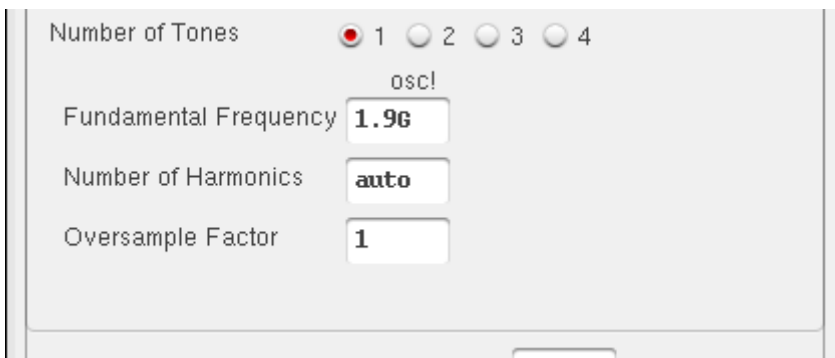 Number of Tones 1 2 3 4
osc!
Fundamental Frequency 1.9G
Number of Harmonics auto
Oversample Factor 1